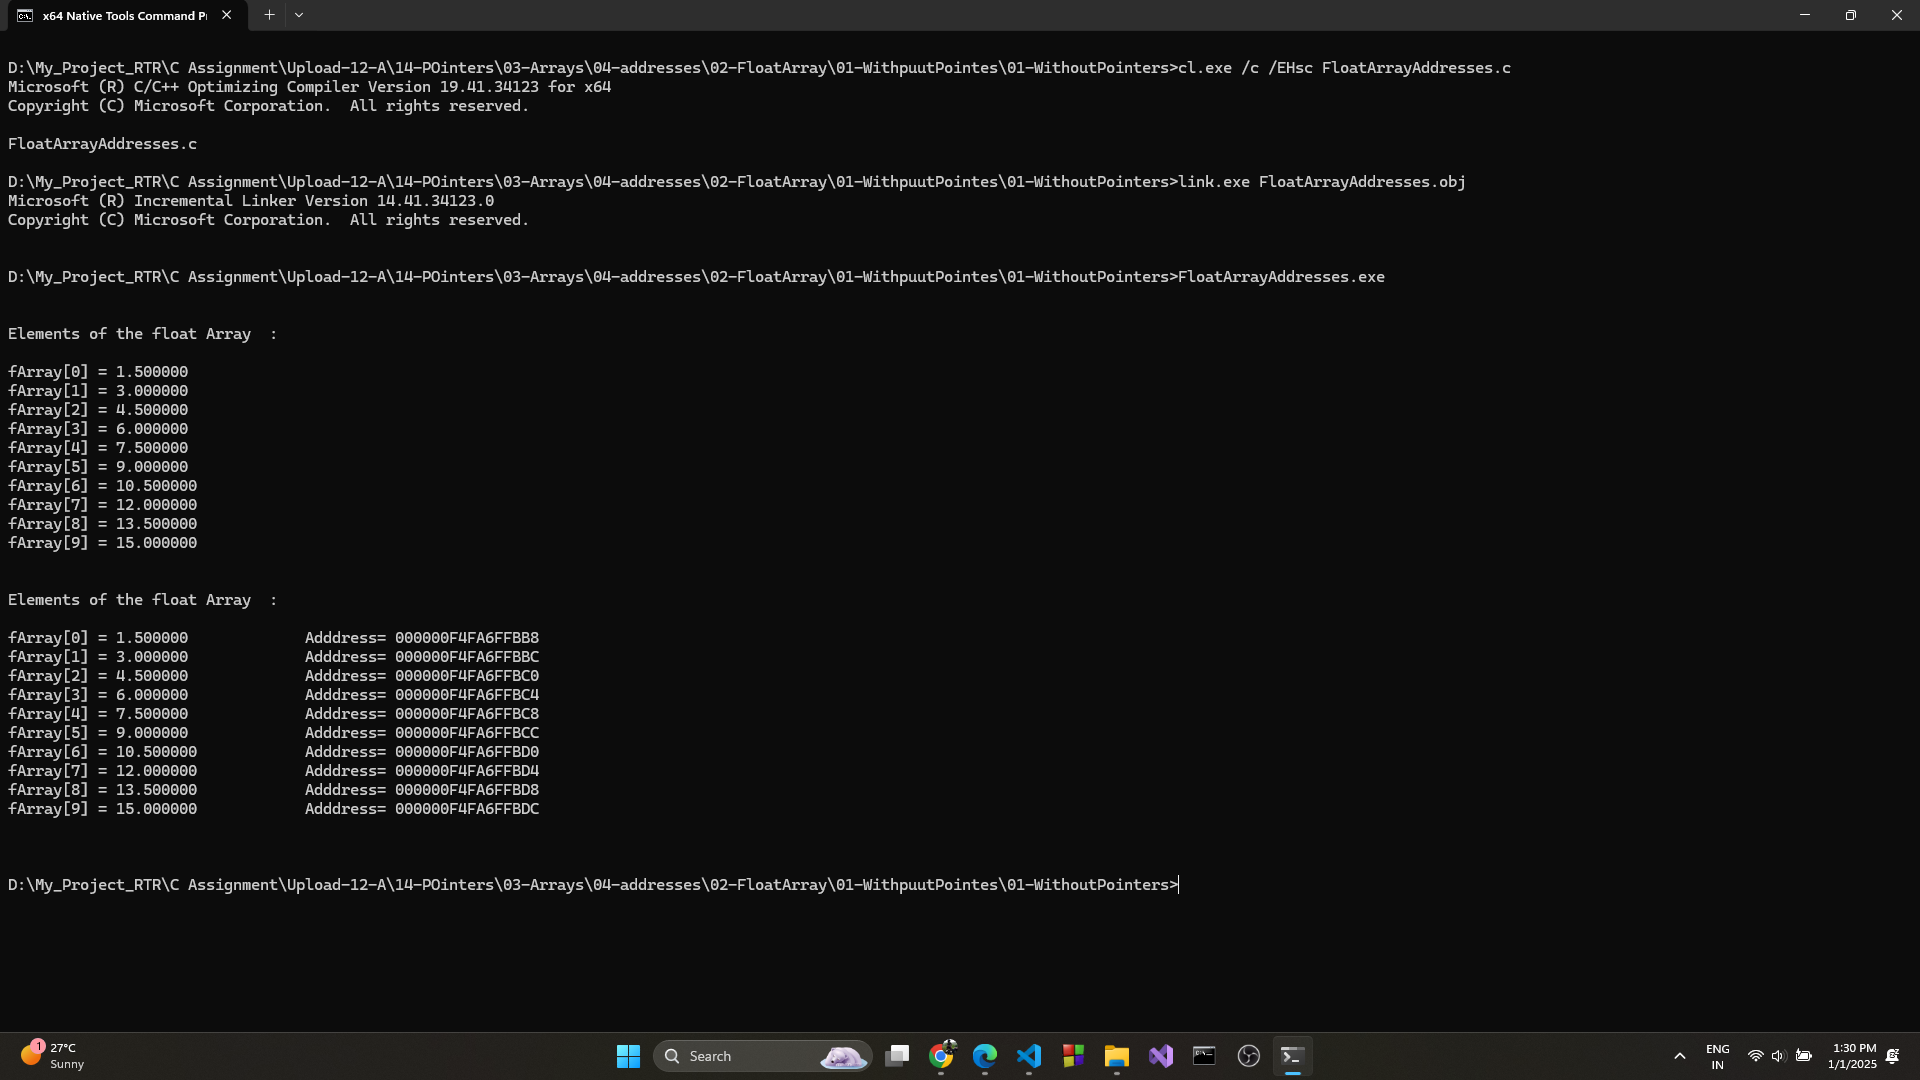 x64 Native Tools Command P
D:\My_Project_RTR\C Assignment\Upload-12-A\14-POinters\03-Arrays\04-addresses\02-FloatArray\01-WithpuutPointes\01-WithoutPointers>cl.exe /c /EHsc FloatArrayAddresses.c
Microsoft (R) C/C++ Optimizing Compiler Version 19.41.34123 for x64
Copyright (C) Microsoft Corporation.  All rights reserved.
FloatArrayAddresses.c
D:\My_Project_RTR\C Assignment\Upload-12-A\14-POinters\03-Arrays\04-addresses\02-FloatArray\01-WithpuutPointes\01-WithoutPointers>link.exe FloatArrayAddresses.obj
Microsoft (R) Incremental Linker Version 14.41.34123.0
Copyright (C) Microsoft Corporation.  All rights reserved.
D:\My_Project_RTR\C Assignment\Upload-12-A\14-POinters\03-Arrays\04-addresses\02-FloatArray\01-WithpuutPointes\01-WithoutPointers>FloatArrayAddresses.exe
Elements of the float Array  :
fArray[0] = 1.500000
fArray[1] = 3.000000
fArray[2] = 4.500000
fArray[3] = 6.000000
fArray[4] = 7.500000
fArray[5] = 9.000000
fArray[6] = 10.500000
fArray[7] = 12.000000
fArray[8] = 13.500000
fArray[9] = 15.000000
Elements of the float Array  :
fArray[0] = 1.500000             Adddress= 000000F4FA6FFBB8
fArray[1] = 3.000000             Adddress= 000000F4FA6FFBBC
fArray[2] = 4.500000             Adddress= 000000F4FA6FFBC0
fArray[3] = 6.000000             Adddress= 000000F4FA6FFBC4
fArray[4] = 7.500000             Adddress= 000000F4FA6FFBC8
fArray[5] = 9.000000             Adddress= 000000F4FA6FFBCC
fArray[6] = 10.500000            Adddress= 000000F4FA6FFBD0
fArray[7] = 12.000000            Adddress= 000000F4FA6FFBD4
fArray[8] = 13.500000            Adddress= 000000F4FA6FFBD8
fArray[9] = 15.000000            Adddress= 000000F4FA6FFBDC
D:\My_Project_RTR\C Assignment\Upload-12-A\14-POinters\03-Arrays\04-addresses\02-FloatArray\01-WithpuutPointes\01-WithoutPointers>
1
27°C
Sunny
Search
ENG
IN
1:30 PM
1/1/2025